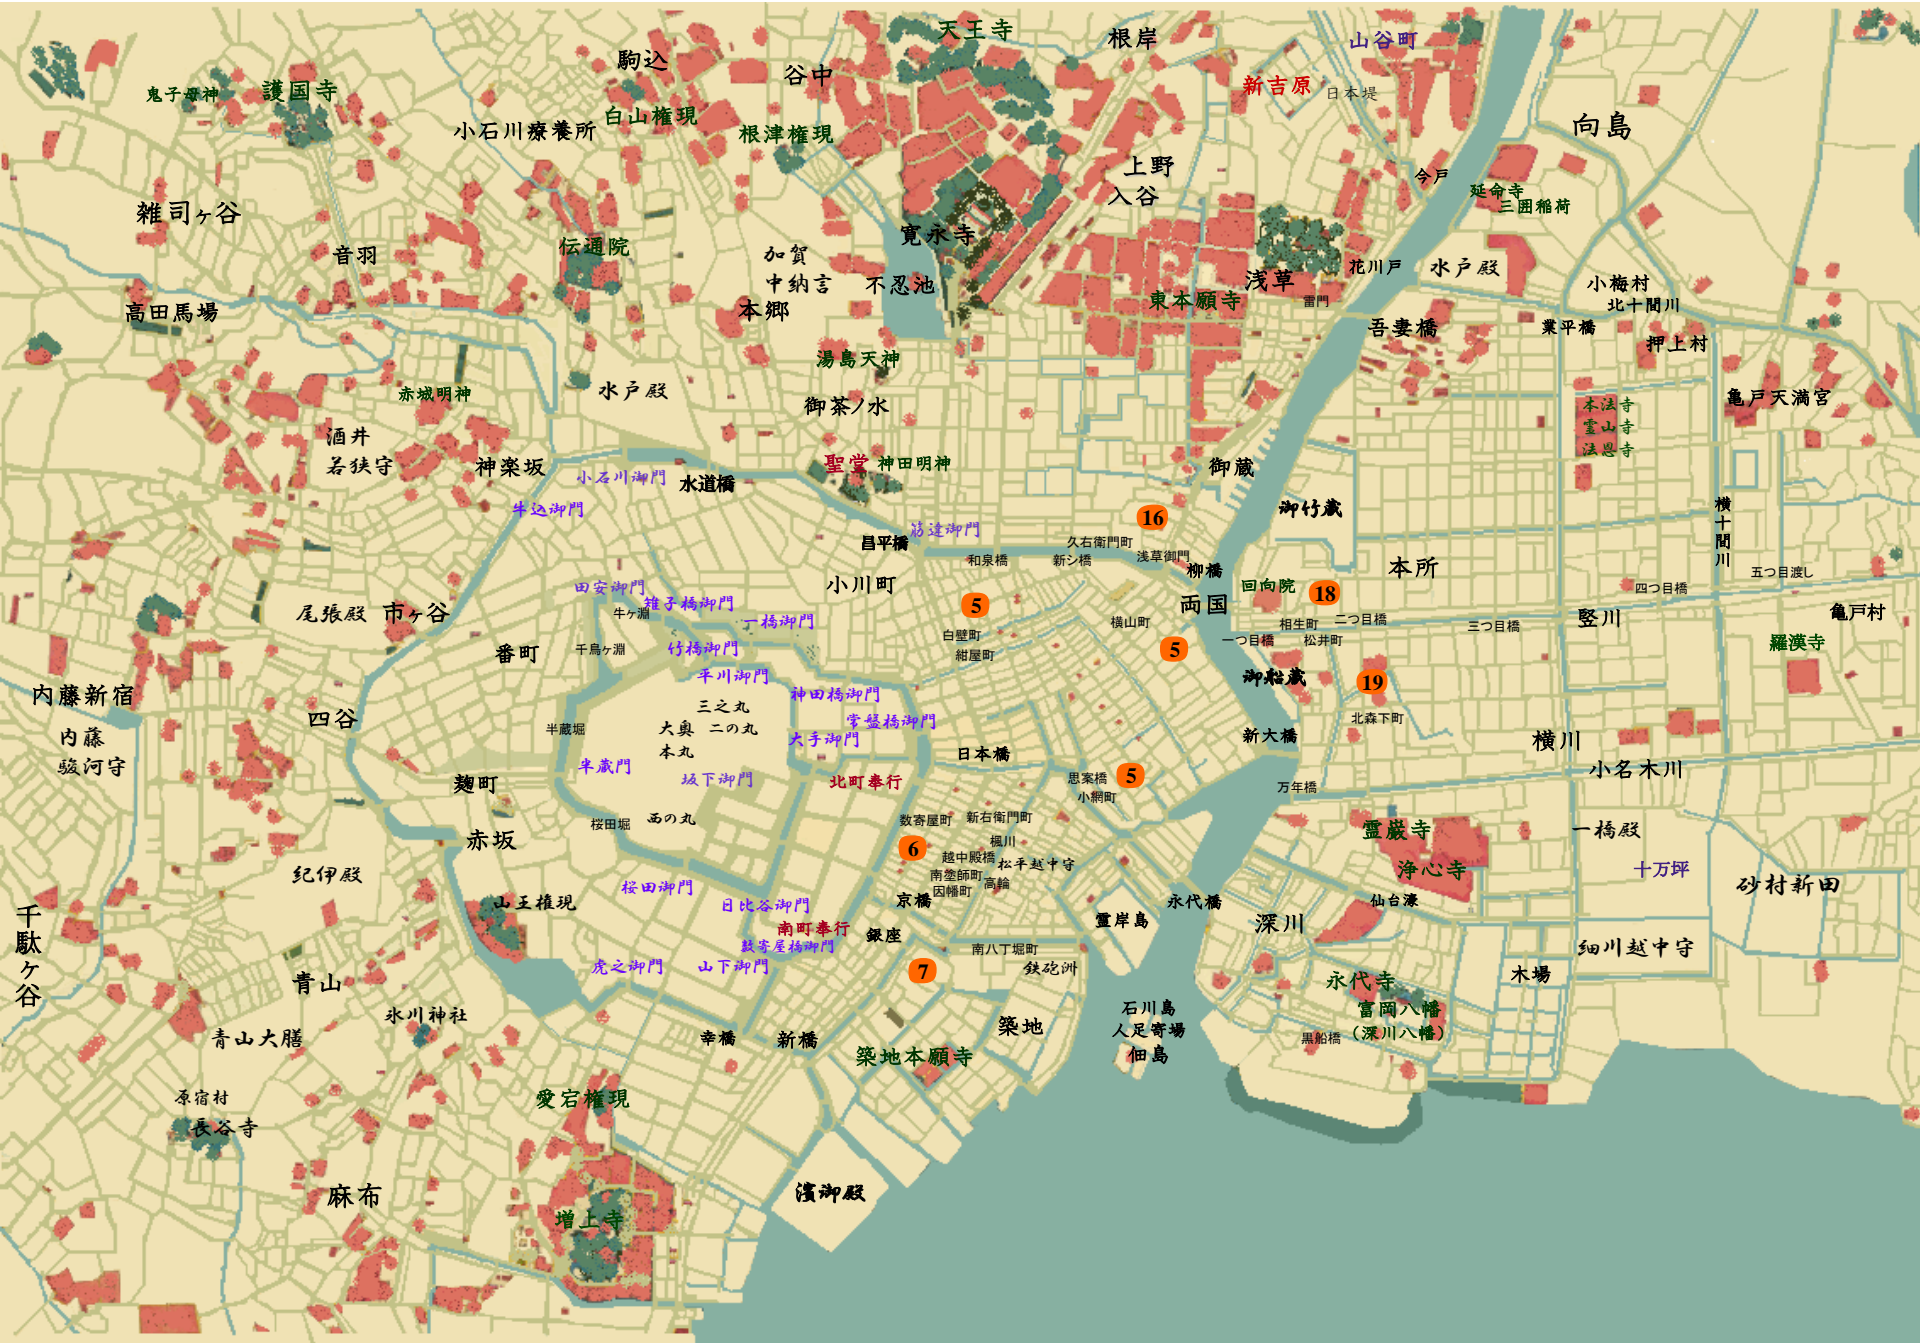 天王寺
根岸
山谷町
駒込
谷中
鬼子母神
護国寺
新吉原
日本堤
白山権現
小石川療養所
根津権現
向島
上野
入谷
今戸
延命寺
三囲稲荷
雑司ヶ谷
音羽
伝通院
加賀
中納言
寛永寺
不忍池
浅草
花川戸
水戸殿
小梅村
北十間川
高田馬場
本郷
東本願寺
雷門
吾妻橋
業平橋
押上村
湯島天神
赤城明神
水戸殿
御茶ノ水
本法寺
霊山寺
法恩寺
亀戸天満宮
酒井
若狭守
神楽坂
小石川御門
水道橋
聖堂
神田明神
御蔵
牛込御門
昌平橋
筋違御門
16
御竹蔵
横十間川
和泉橋
久右衛門町
新シ橋
浅草御門
柳橋
本所
五つ目渡し
小川町
田安御門
雉子橋御門
牛ヶ淵
一橋御門
5
両国
回向院
18
四つ目橋
尾張殿
市ヶ谷
白壁町
横山町
相生町
二つ目橋
三つ目橋
竪川
亀戸村
番町
千鳥ヶ淵
竹橋御門
紺屋町
5
一つ目橋
松井町
羅漢寺
内藤新宿
平川御門
神田橋御門
御船蔵
19
四谷
三之丸
大奥
二の丸
本丸
常盤橋御門
大手御門
北森下町
内藤
駿河守
半蔵堀
日本橋
新大橋
横川
半蔵門
坂下御門
北町奉行
思案橋
5
小網町
小名木川
麹町
万年橋
桜田堀
西の丸
数寄屋町
新右衛門町
霊巌寺
一橋殿
赤坂
6
楓川
越中殿橋
松平越中守
浄心寺
十万坪
砂村新田
紀伊殿
南塗師町
高輪
因幡町
桜田御門
日比谷御門
京橋
永代橋
仙台濠
山王権現
千駄ヶ谷
南町奉行
数寄屋橋御門
銀座
霊岸島
深川
南八丁堀町
細川越中守
虎之御門
山下御門
7
鉄砲洲
木場
青山
永代寺
氷川神社
石川島
人足寄場
佃島
富岡八幡
(深川八幡)
青山大膳
幸橋
新橋
築地
黒船橋
築地本願寺
原宿村
長谷寺
愛宕権現
麻布
濱御殿
増上寺